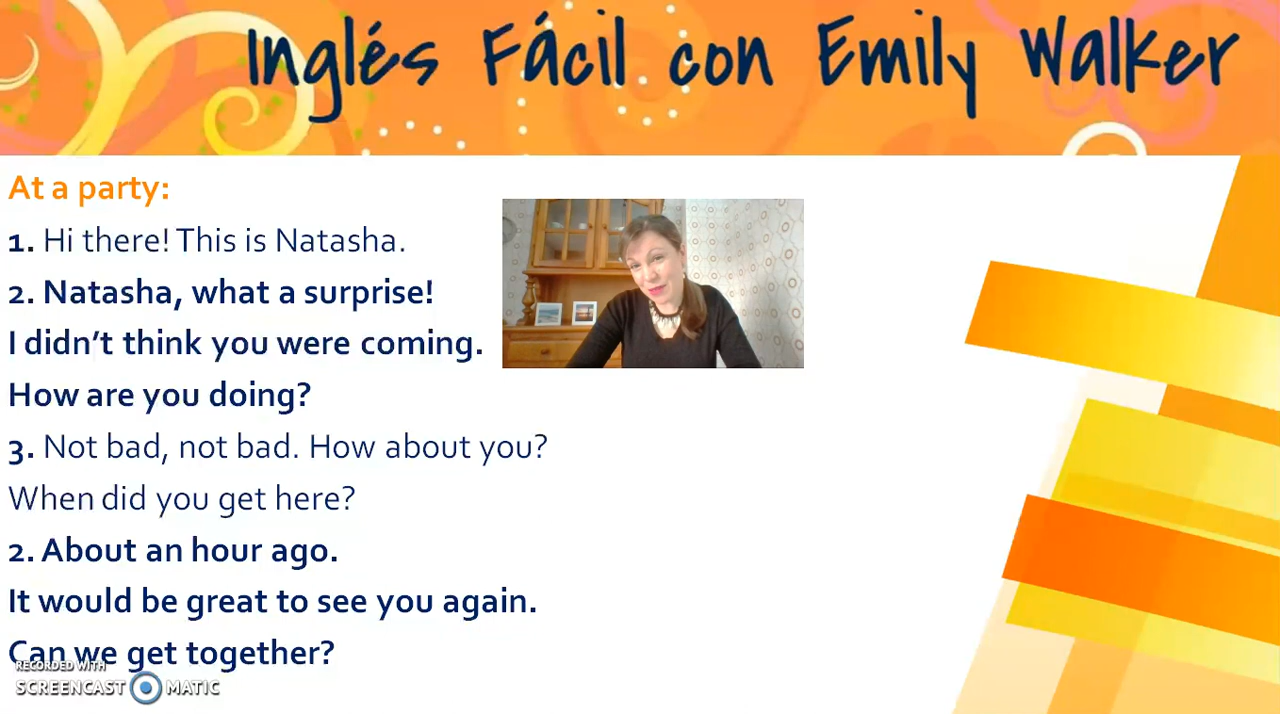 Inglés Fácil con Emily Walker
At a party:
1. Hi there! This is Natasha.
2. Natasha, what a surprise!
I didn’t think you were coming.
How are you doing?
3. Not bad, not bad. How about you?
When did you get here?
2. About an hour ago.
It would be great to see you again.
Can we get together?
RECORDED WITH
SCREENCAST MATIC